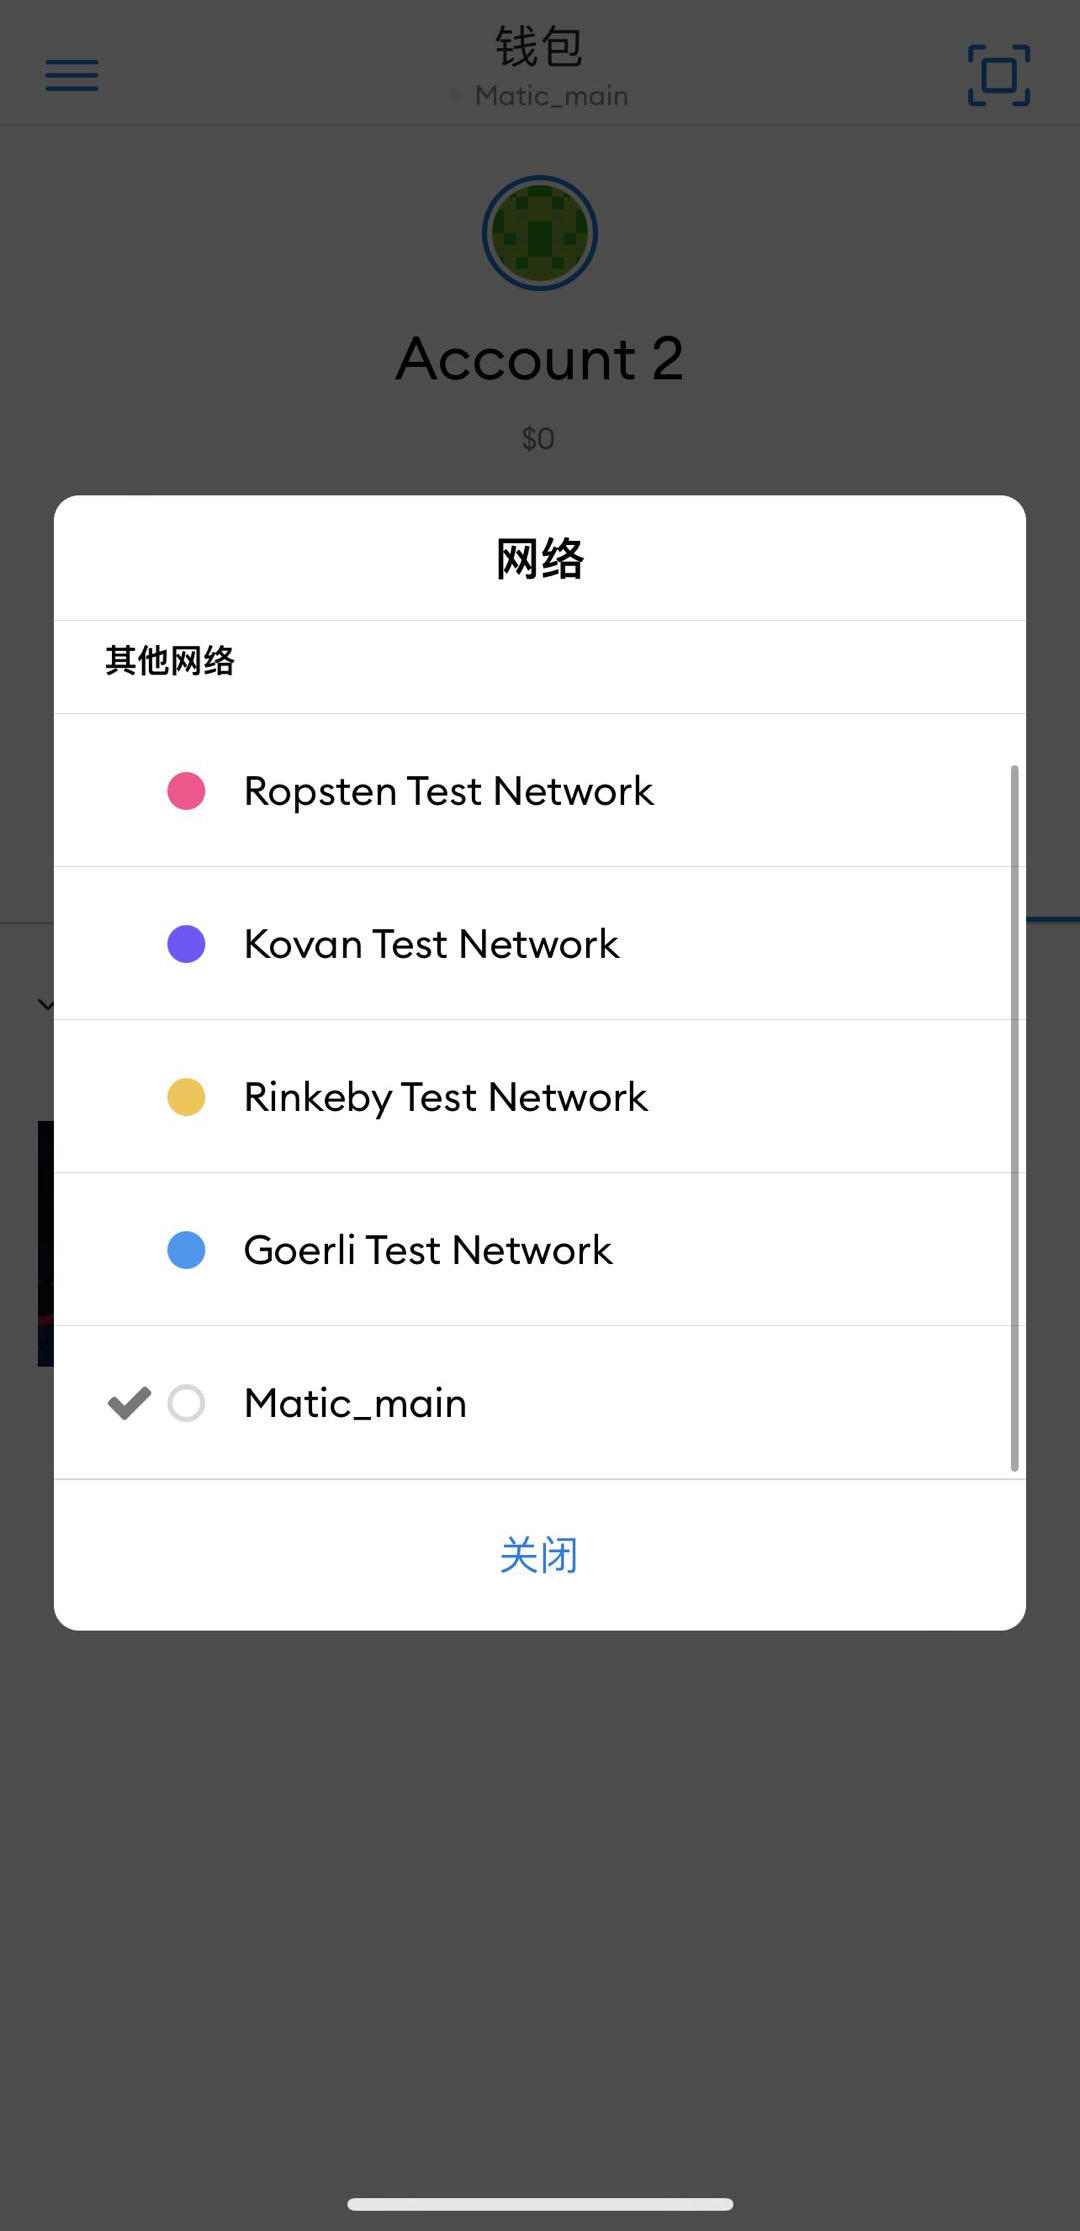 钱包
Matic_main
Account 2
$0
网络
其他网络
Ropsten Test Network
Kovan Test Network
Rinkeby Test Network
Goerli Test Network
Matic_main
关闭